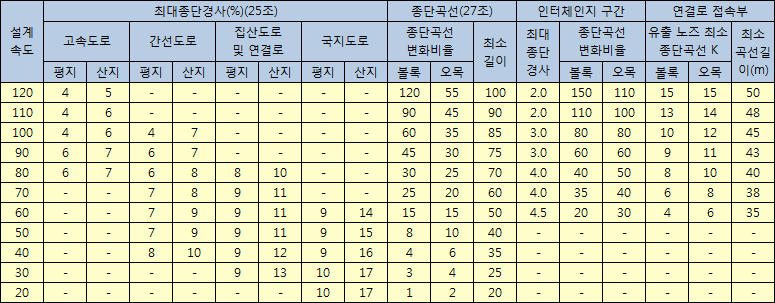 설계 속도 최대종단경사(%)(25조) 종단곡선(27조) 인터체인지 구간 연결로 접속부
고속도로 간선도로 집산도로 및 연결로 국지도로 종단곡선 변화비율 최소 길이 최대 종단 경사 종단곡선 변화비율 유출 노즈 최소 종단곡선 K 최소 곡선길이(m)
평지 산지 평지 산지 평지 산지 평지 산지 볼록 오목 볼록 오목 볼록 오목
120 4 5 120 55 100 2.0 150 110 15 15 50
110 4 6 90 45 90 2.0 110 100 13 14 48
100 4 6 4 7 60 35 85 3.0 80 80 10 12 45
90 6 7 6 7 45 30 75 3.0 60 60 9 11 43
80 6 7 6 8 8 10 - - 30 25 70 4.0 40 50 8 10 40
70 - - 7 8 9 11 - - 25 20 60 4.0 35 40 6 8 38
60 - - 7 9 9 11 9 14 15 15 50 4.5 20 30 4 6 35
50 - - 7 9 9 11 9 15 8 10 40 - - - - - -
40 - - 8 10 9 12 9 16 4 6 35 - - - - - -
30 - - 9 13 10 17 3 4 25 - - - - - -
20 - - 10 17 1 2 20 - - - - - -